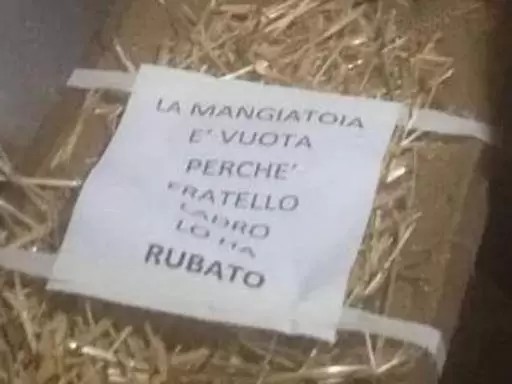 LA MANGIATOIA
E' VUOTA
PERCHE'
FRATELLO
LADRO
LO HA
RUBATO